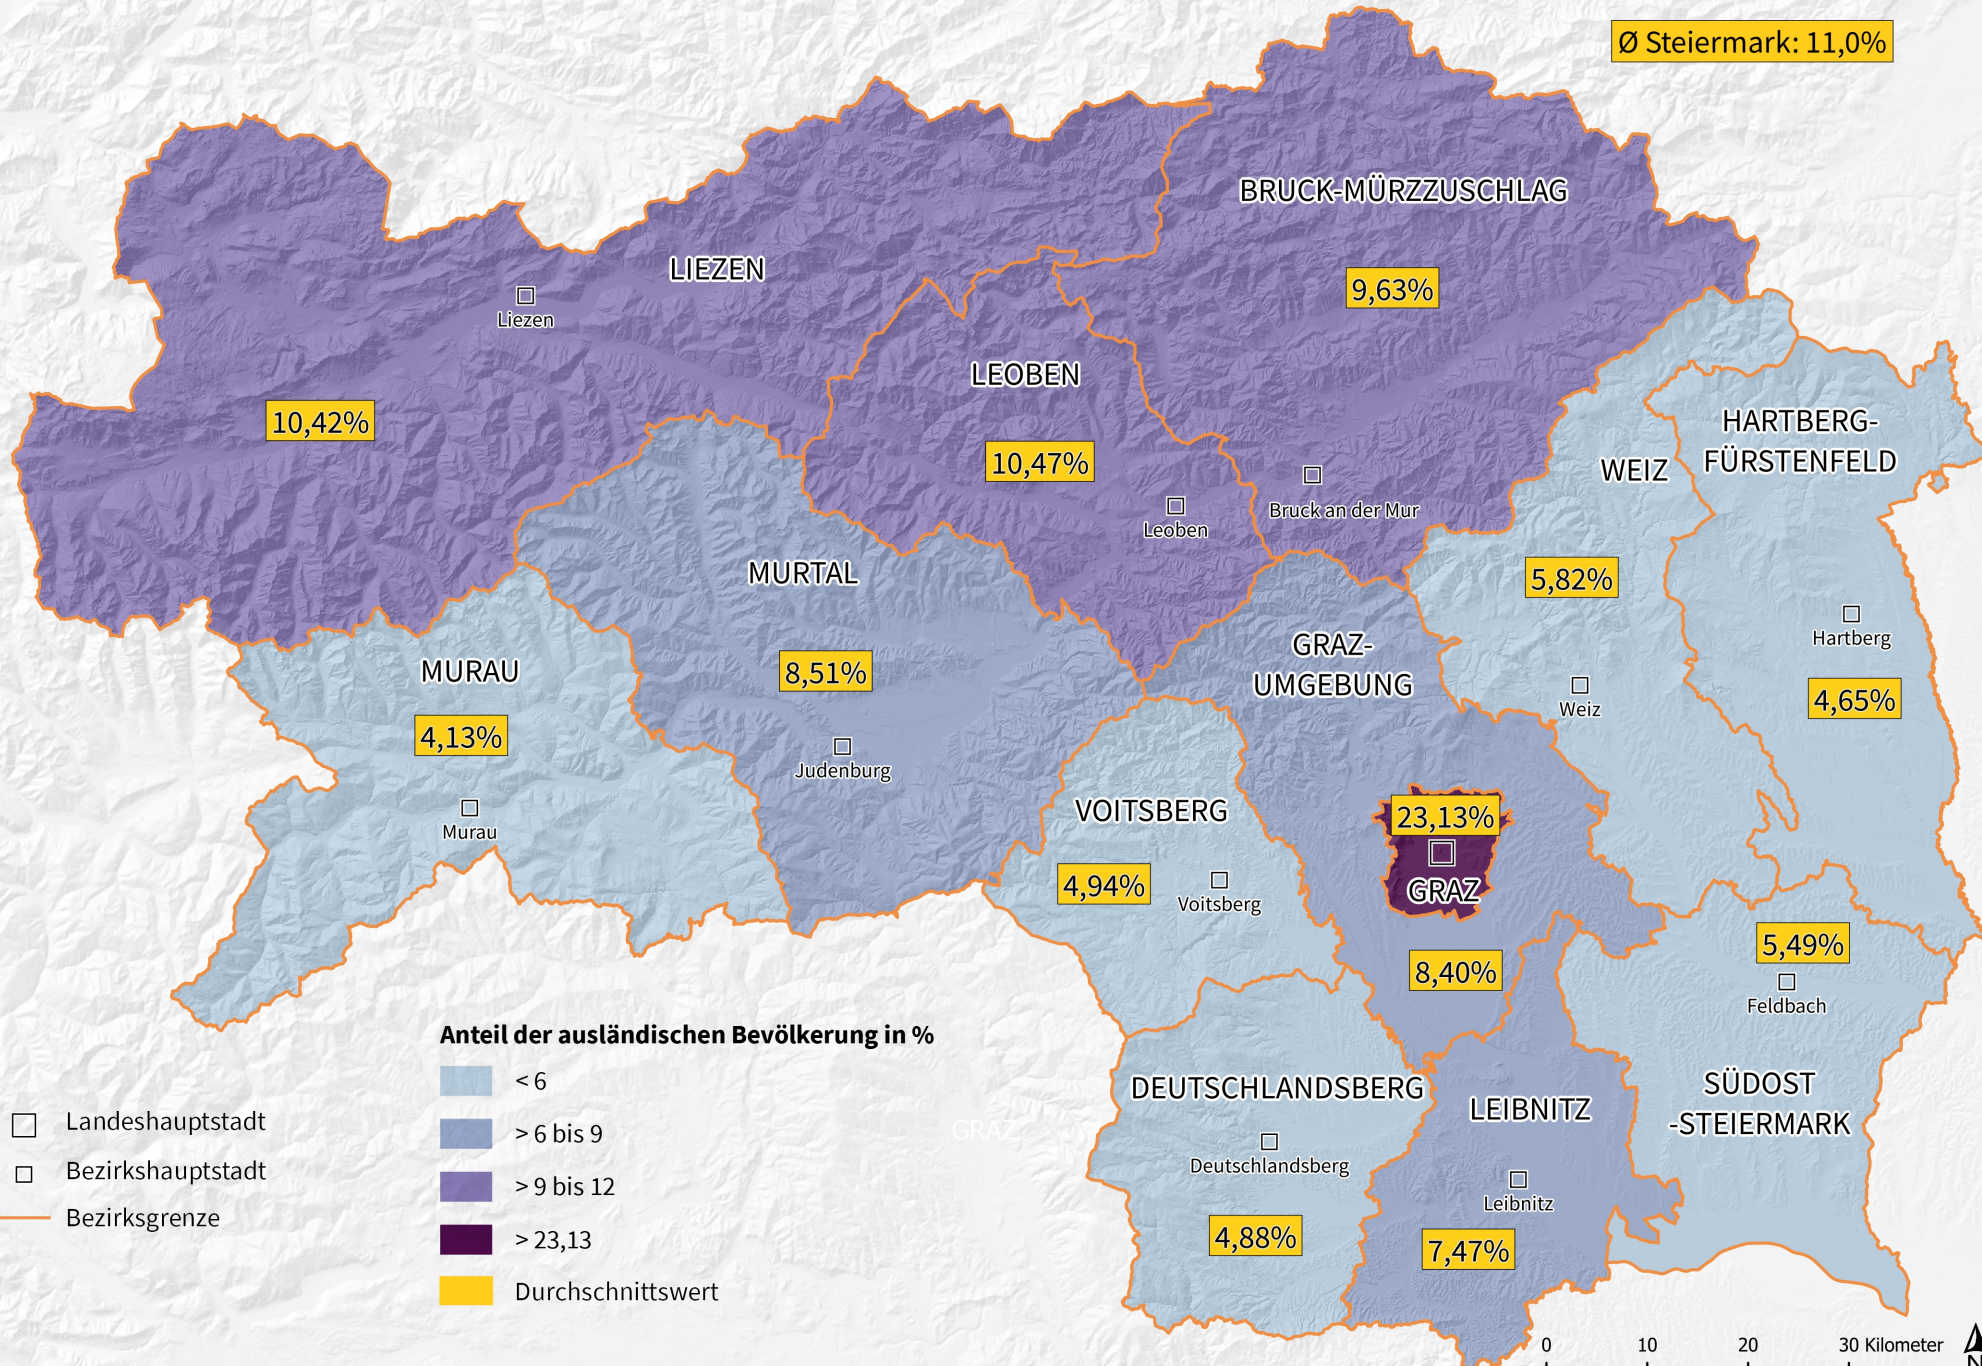 Ø Steiermark: 11,0%
BRUCK-MÜRZZUSCHLAG
9,63%
LIEZEN
Liezen
10,42%
LEOBEN
10,47%
Leoben
Bruck an der Mur
HARTBERG-
FÜRSTENFELD
WEIZ
5,82%
Weiz
Hartberg
4,65%
MURTAL
8,51%
Judenburg
MURAU
4,13%
Murau
GRAZ-
UMGEBUNG
23,13%
GRAZ
8,40%
VOITSBERG
4,94%
Voitsberg
5,49%
Feldbach
SÜDOST
-STEIERMARK
DEUTSCHLANDSBERG
Deutschlandsberg
4,88%
LEIBNITZ
Leibnitz
7,47%
GRAZ
Anteil der ausländischen Bevölkerung in %
< 6
> 6 bis 9
> 9 bis 12
> 23,13
Durchschnittswert
Landeshauptstadt
Bezirkshauptstadt
Bezirksgrenze
0 10 20 30 Kilometer